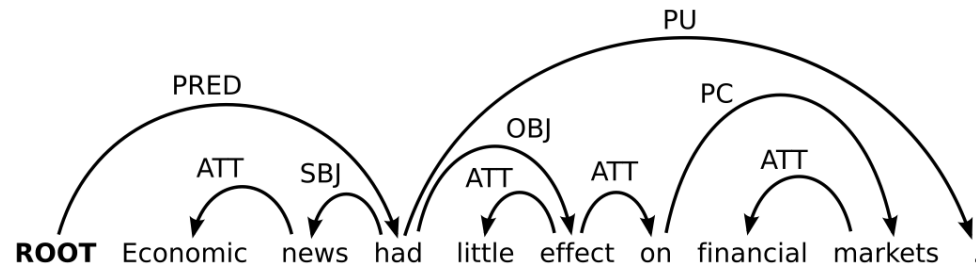 PU
PRED
PC
OBJ
ATT
SBJ
ATT
ATT
ATT
ROOT Economic news had little effect on financial markets .